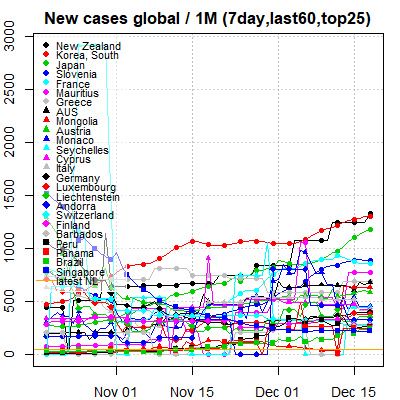 New cases global / 1M (7day,last60,top25)
3000
2500
2000
1500
1000
500
0
New Zealand
Korea, South
Japan
Slovenia
France
Mauritius
Greece
AUS
Mongolia
Austria
Monaco
Seychelles
Cyprus
Italy
Germany
Luxembourg
Liechtenstein
Andorra
Switzerland
Finland
Barbados
Peru
Panama
Brazil
Singapore
latest NL
Nov 01 Nov 15 Dec 01 Dec 15